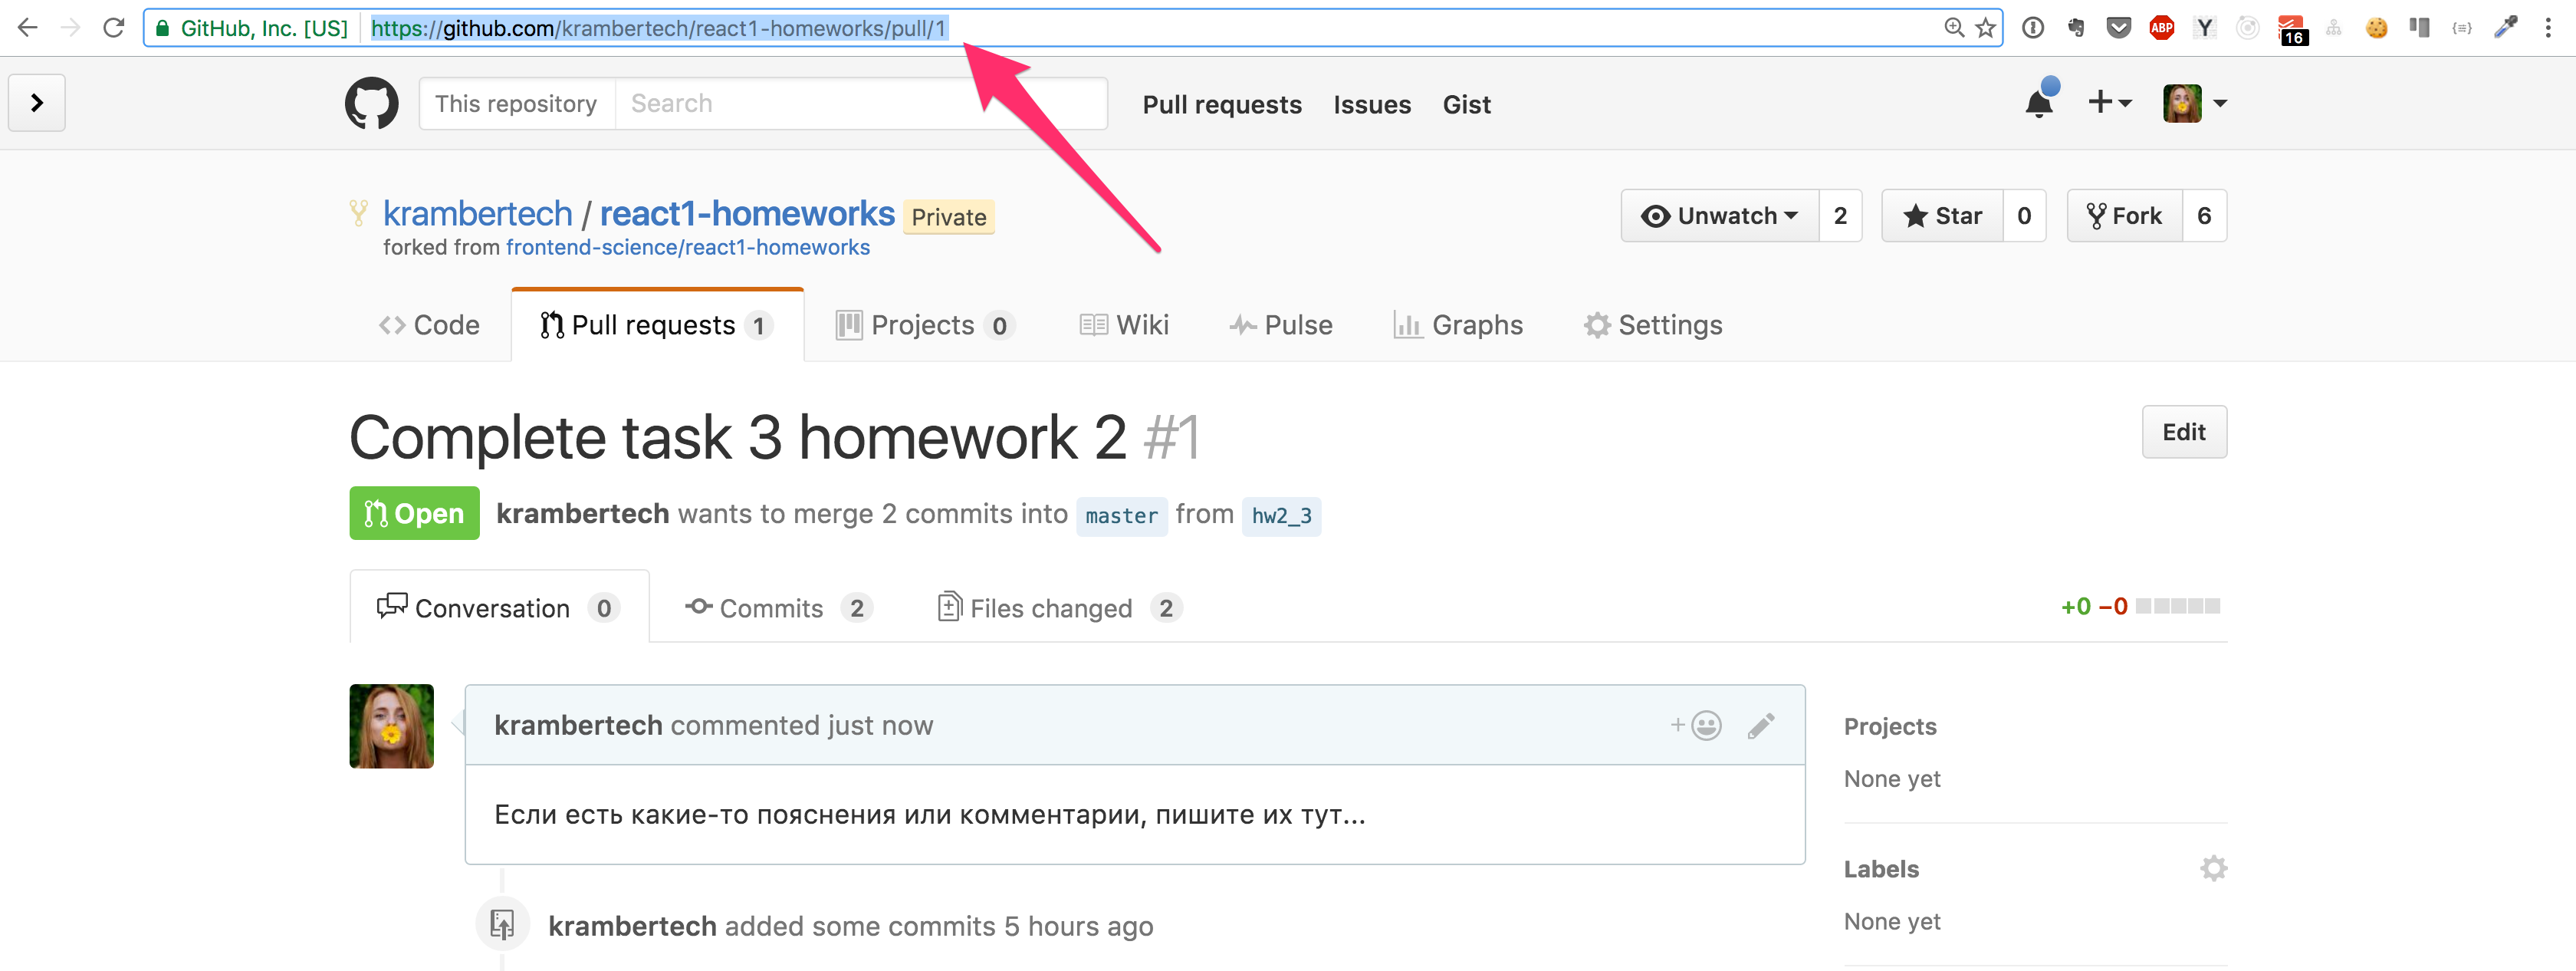 GitHub, Inc. [US] https://github.com/krambertech/react1-homeworks/pull/1
ABP Y 16
This repository Search Pull requests Issues Gist
krambertech / react1-homeworks Private
Unwatch 2 Star 0 Fork 6
forked from frontend-science/react1-homeworks
Code Pull requests 1 Projects 0 Wiki Pulse Graphs Settings
Complete task 3 homework 2 #1
Edit
Open krambertech wants to merge 2 commits into master from hw2_3
Conversation 0 Commits 2 Files changed 2 +0 −0
krambertech commented just now
Если есть какие-то пояснения или комментарии, пишите их тут...
krambertech added some commits 5 hours ago
Projects
None yet
Labels
None yet